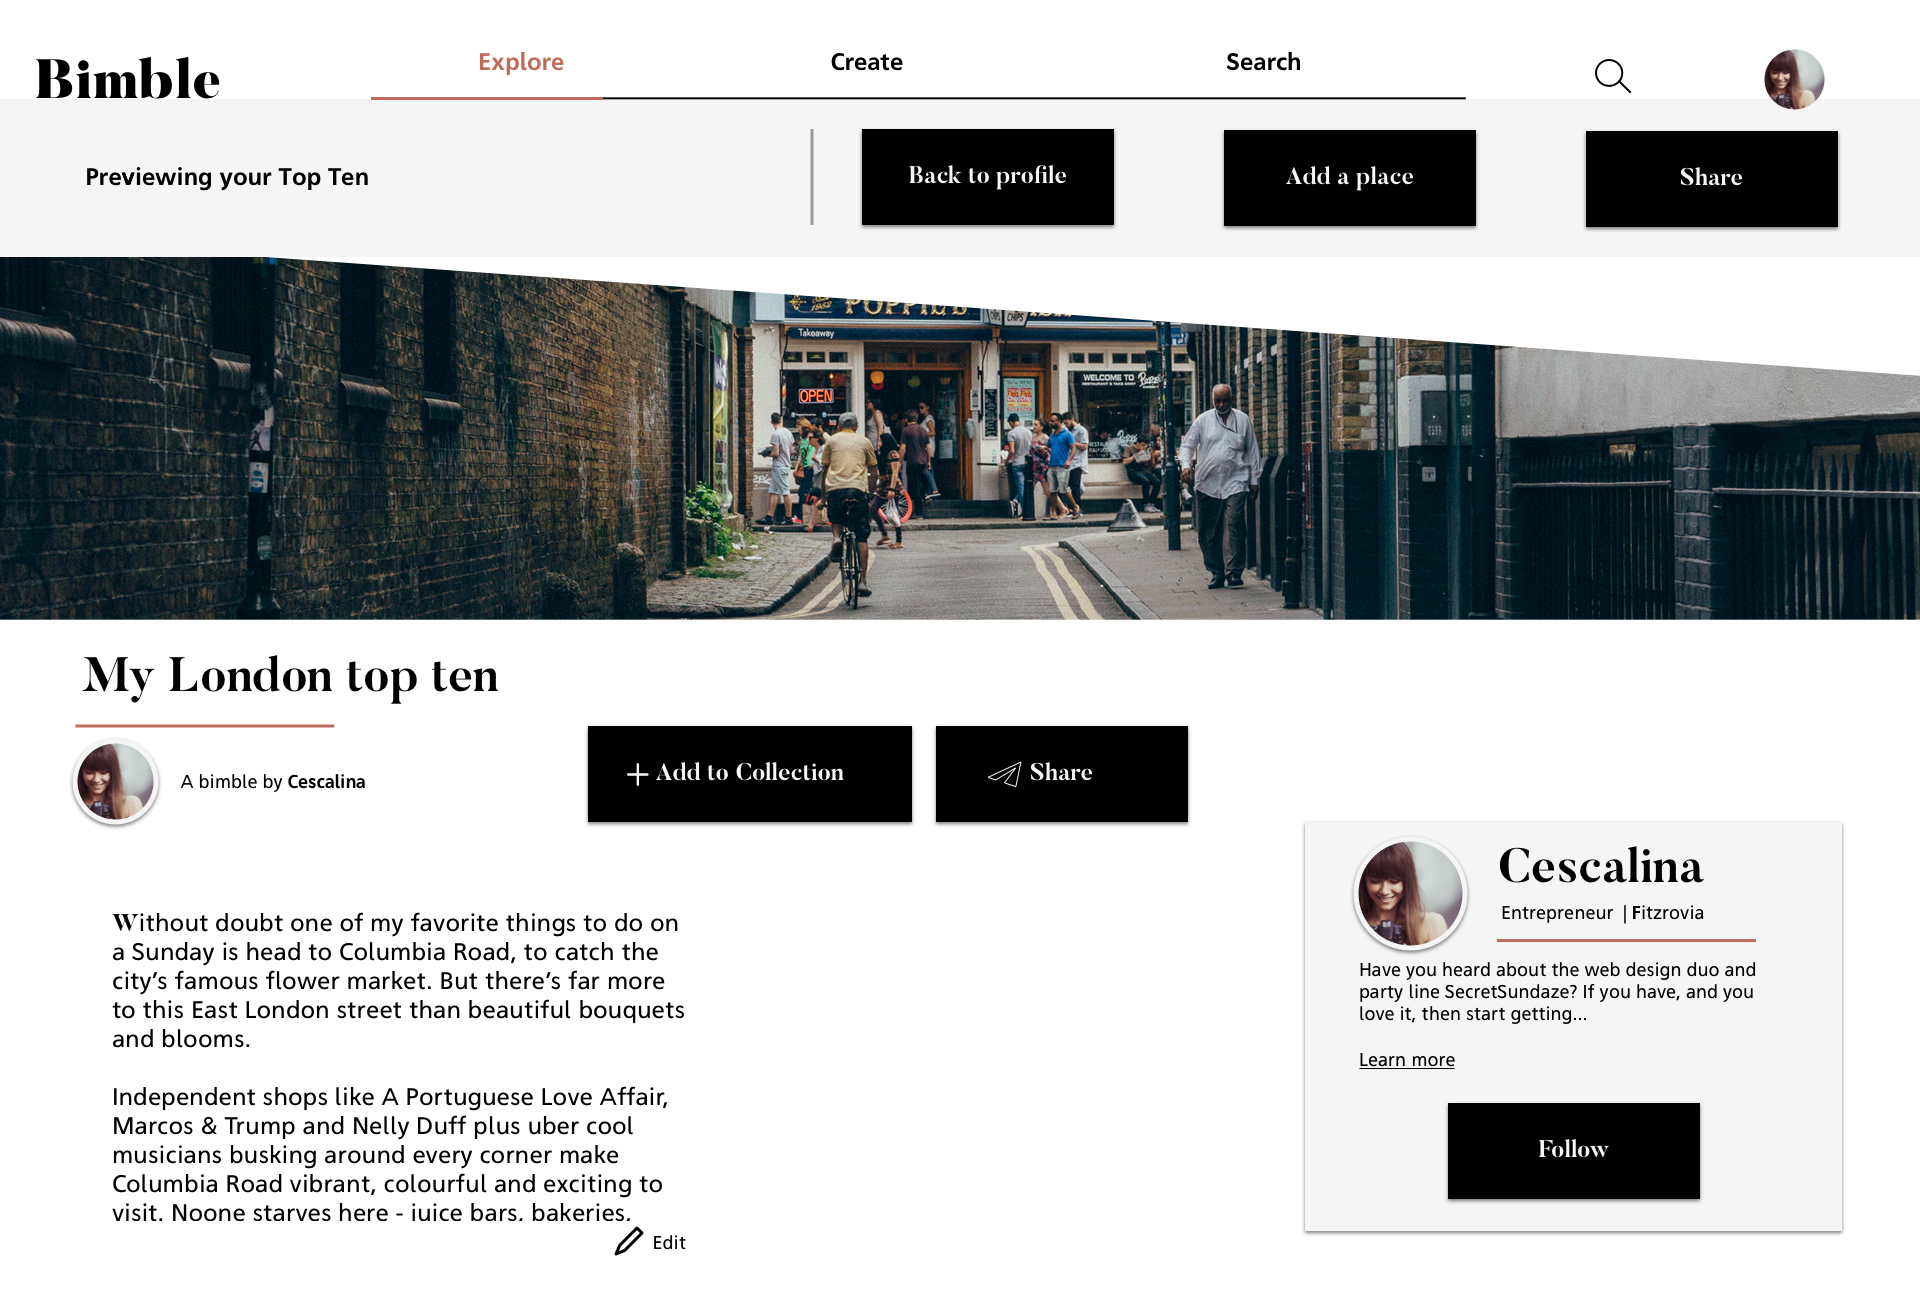 Bimble
Explore
Create
Search
Previewing your Top Ten
Back to profile
Add a place
Share
POPPIE'S
CHIPS
Takeaway
WELCOME TO
OPEN
My London top ten
A bimble by Cescalina
Add to Collection
Share
Without doubt one of my favorite things to do on
a Sunday is head to Columbia Road, to catch the
city’s famous flower market. But there’s far more
to this East London street than beautiful bouquets
and blooms.
Independent shops like A Portuguese Love Affair,
Marcos & Trump and Nelly Duff plus uber cool
musicians busking around every corner make
Columbia Road vibrant, colourful and exciting to
visit. Noone starves here - juice bars, bakeries,
Edit
Cescalina
Entrepreneur | Fitzrovia
Have you heard about the web design duo and
party line SecretSundaze? If you have, and you
love it, then start getting...
Learn more
Follow